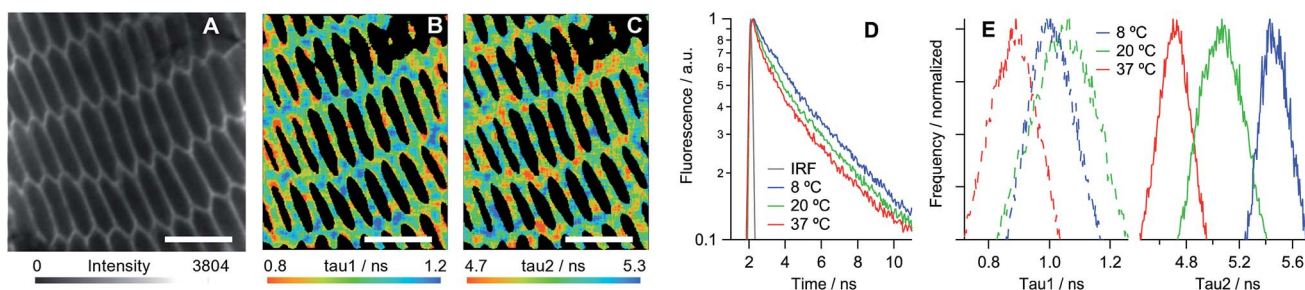 A
B
C
0 Intensity 3804
0.8 tau1 / ns 1.2
4.7 tau2 / ns 5.3
D
Fluorescence / a.u.
1
7
6
5
4
3
2
0.1
IRF
8 ºC
20 ºC
37 ºC
2 4 6 8 10
Time / ns
E
Frequency / normalized
8 ºC
20 ºC
37 ºC
0.8 1.0 1.2
Tau1 / ns
4.8 5.2 5.6
Tau2 / ns